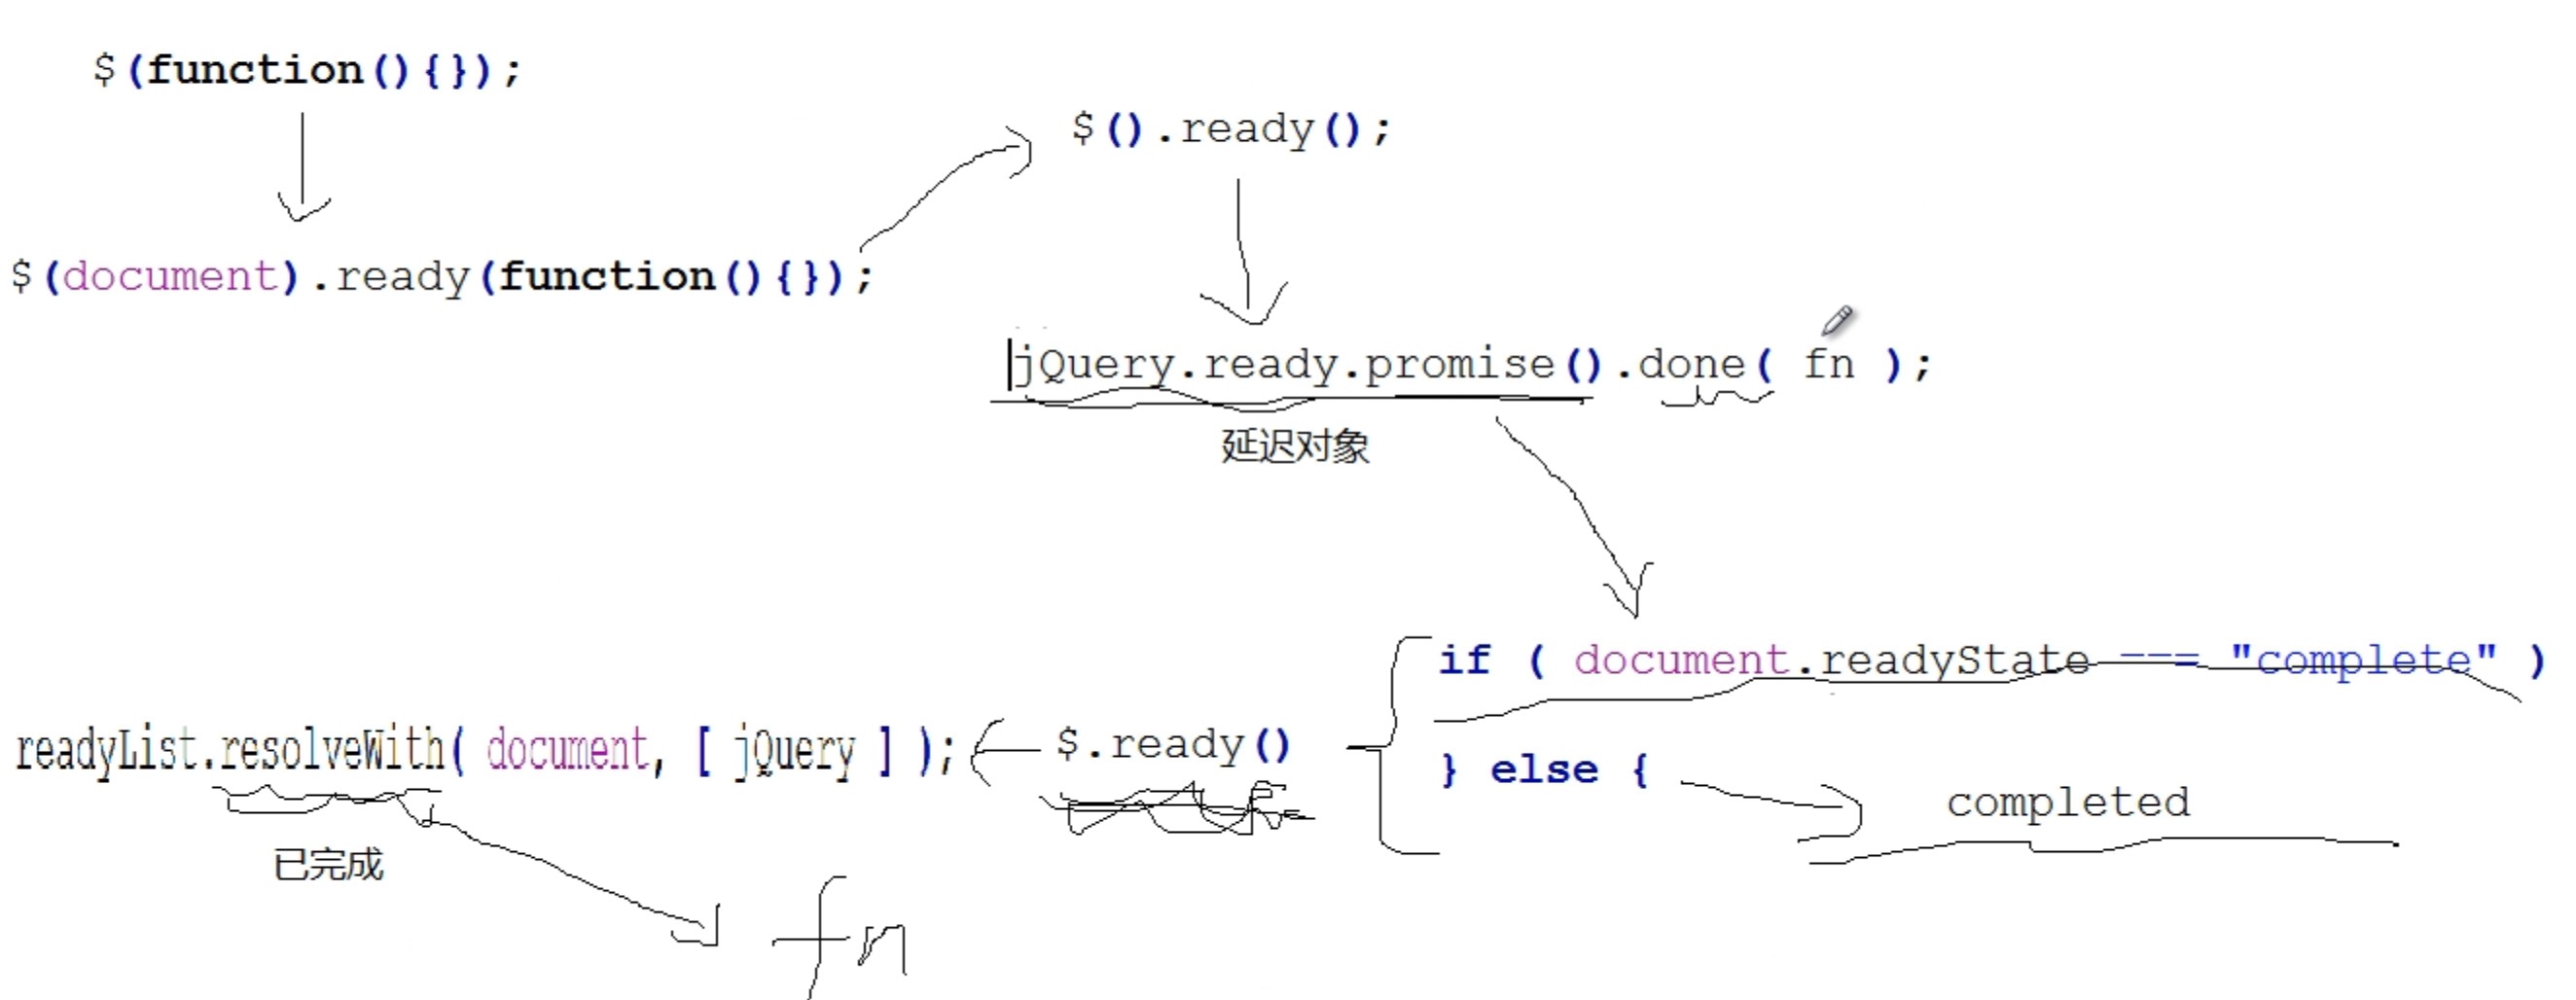 $(function(){});
$().ready();
$(document).ready(function(){});
jQuery.ready.promise().done( fn );
延迟对象
if ( document.readyState === "complete" )
readyList.resolveWith( document, [ jQuery ] );
$.ready()
} else {
completed
已完成
fn